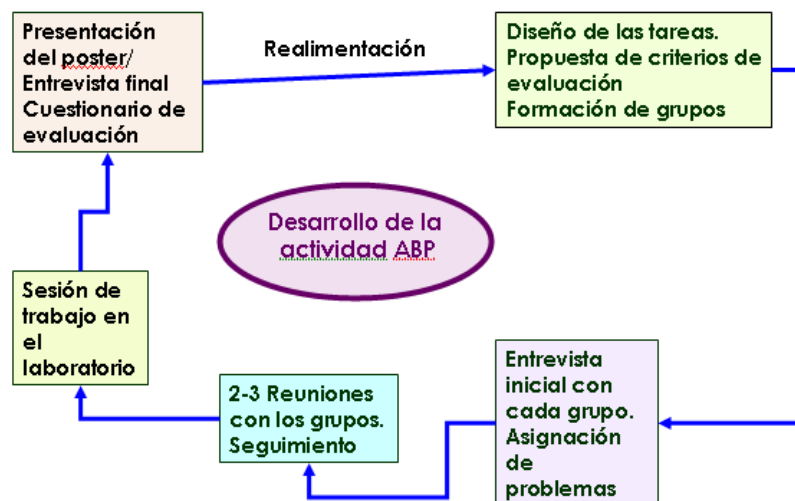 Presentación
del poster/
Entrevista final
Cuestionario de
evaluación
Realimentación
Diseño de las tareas.
Propuesta de criterios de
evaluación
Formación de grupos
Desarrollo de la
actividad ABP
Sesión de
trabajo en
el
laboratorio
2-3 Reuniones
con los grupos.
Seguimiento
Entrevista
inicial con
cada grupo.
Asignación
de
problemas